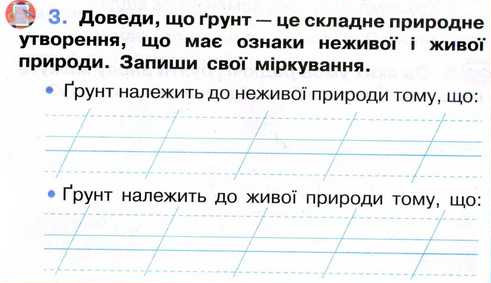 3. Доведи, що ґрунт — це складне природне
утворення, що має ознаки неживої і живої
природи. Запиши свої міркування.
• Ґрунт належить до неживої природи тому, що:
• Ґрунт належить до живої природи тому, що: